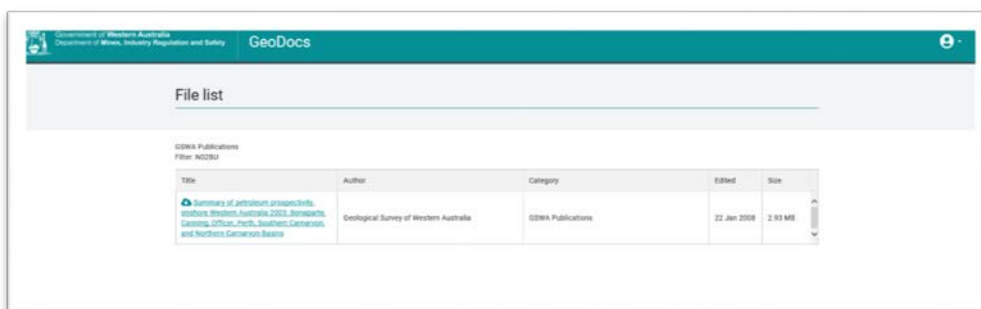 Government of Western Australia
Department of Mines, Industry Regulation and Safety
GeoDocs
File list
GSWA Publications
Filter: N02BU
Title Author Category Edited Size
Summary of petroleum prospectivity,
onshore Western Australia 2003: Bonaparte,
Canning, Officer, Perth, Southern Carnarvon,
and Northern Carnarvon Basins
Geological Survey of Western Australia
GSWA Publications
22 Jan 2008
2.93 MB